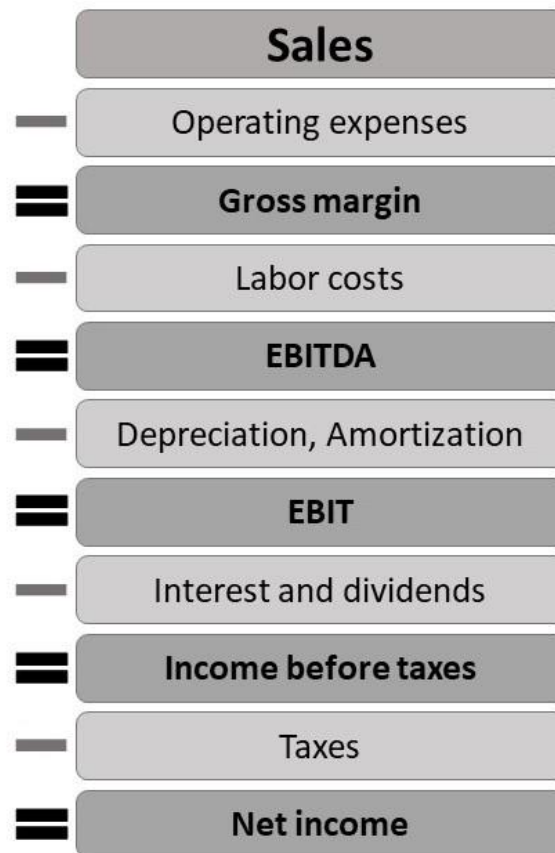 Sales
Operating expenses
Gross margin
Labor costs
EBITDA
Depreciation, Amortization
EBIT
Interest and dividends
Income before taxes
Taxes
Net income